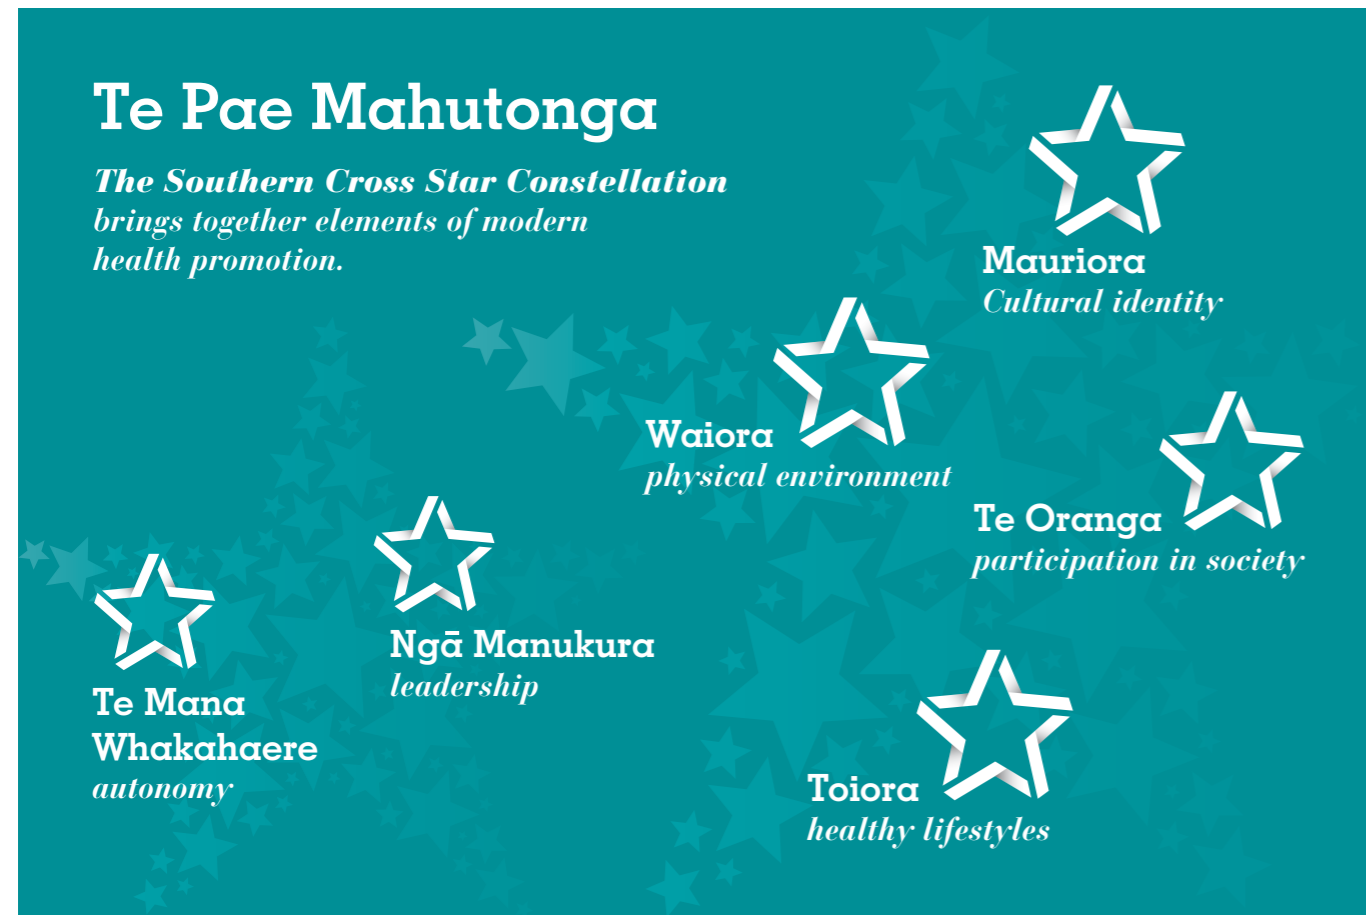 Te Pae Mahutonga
The Southern Cross Star Constellation
brings together elements of modern
health promotion.
Mauriora
Cultural identity
Waiora
physical environment
Te Oranga
participation in society
Ngā Manukura
leadership
Te Mana
Whakahaere
autonomy
Toiora
healthy lifestyles